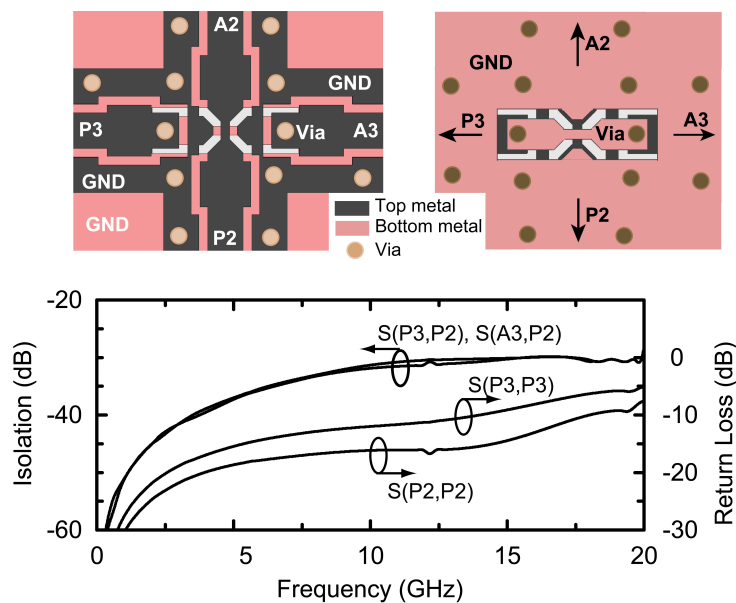 A2
GND
P3
Via
A3
GND
GND
P2
A2
GND
P3
Via
A3
P2
Top metal
Bottom metal
Via
-20
-30
-40
-60
Isolation (dB)
S(P3,P2), S(A3,P2)
S(P3,P3)
S(P2,P2)
0
-10
-20
-30
Return Loss (dB)
0
5
10
15
20
Frequency (GHz)